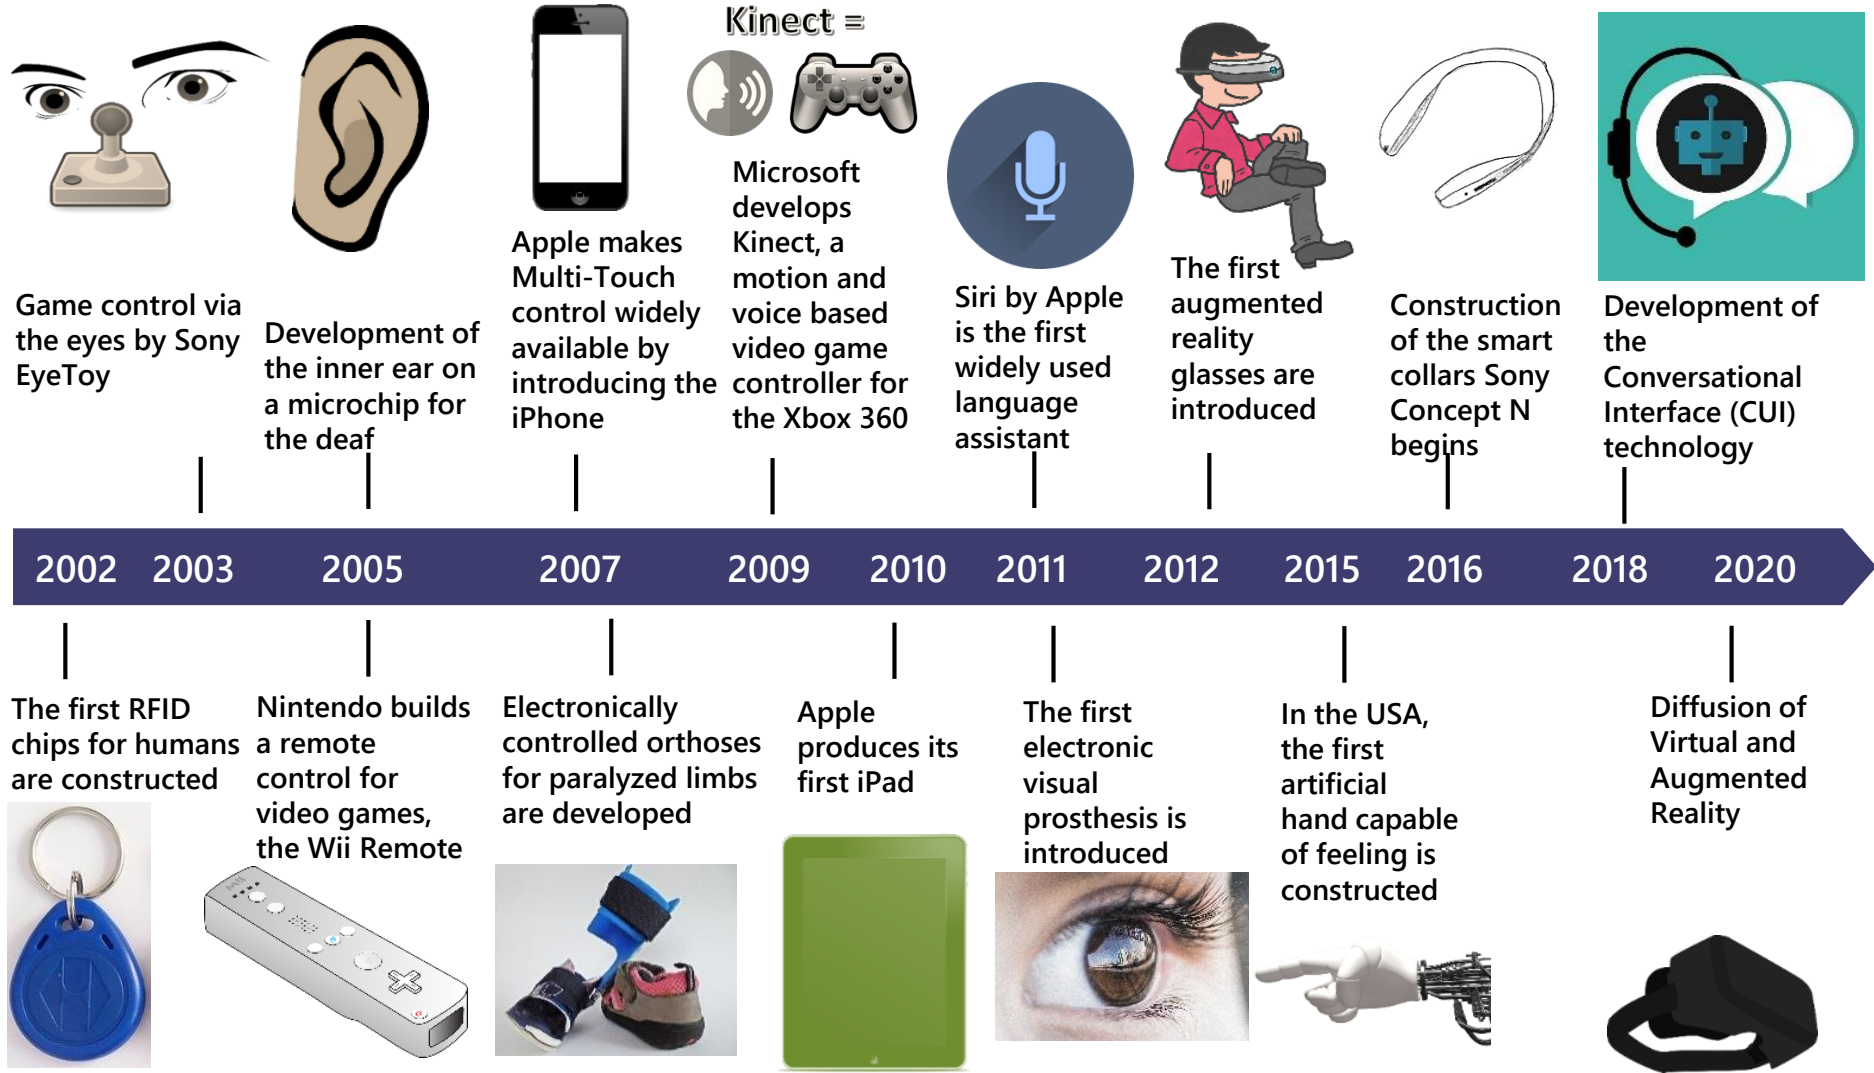 Kinect =
Game control via
the eyes by Sony
EyeToy
Development of
the inner ear on
a microchip for
the deaf
Apple makes
Multi-Touch
control widely
available by
introducing the
iPhone
Microsoft
develops
Kinect, a
motion and
voice based
video game
controller for
the Xbox 360
Siri by Apple
is the first
widely used
language
assistant
The first
augmented
reality
glasses are
introduced
Construction
of the smart
collars Sony
Concept N
begins
Development of
the
Conversational
Interface (CUI)
technology
2002 2003 2005 2007 2009 2010 2011 2012 2015 2016 2018 2020
The first RFID
chips for humans
are constructed
Nintendo builds
a remote
control for
video games,
the Wii Remote
Electronically
controlled orthoses
for paralyzed limbs
are developed
Apple
produces its
first iPad
The first
electronic
visual
prosthesis is
introduced
In the USA,
the first
artificial
hand capable
of feeling is
constructed
Diffusion of
Virtual and
Augmented
Reality